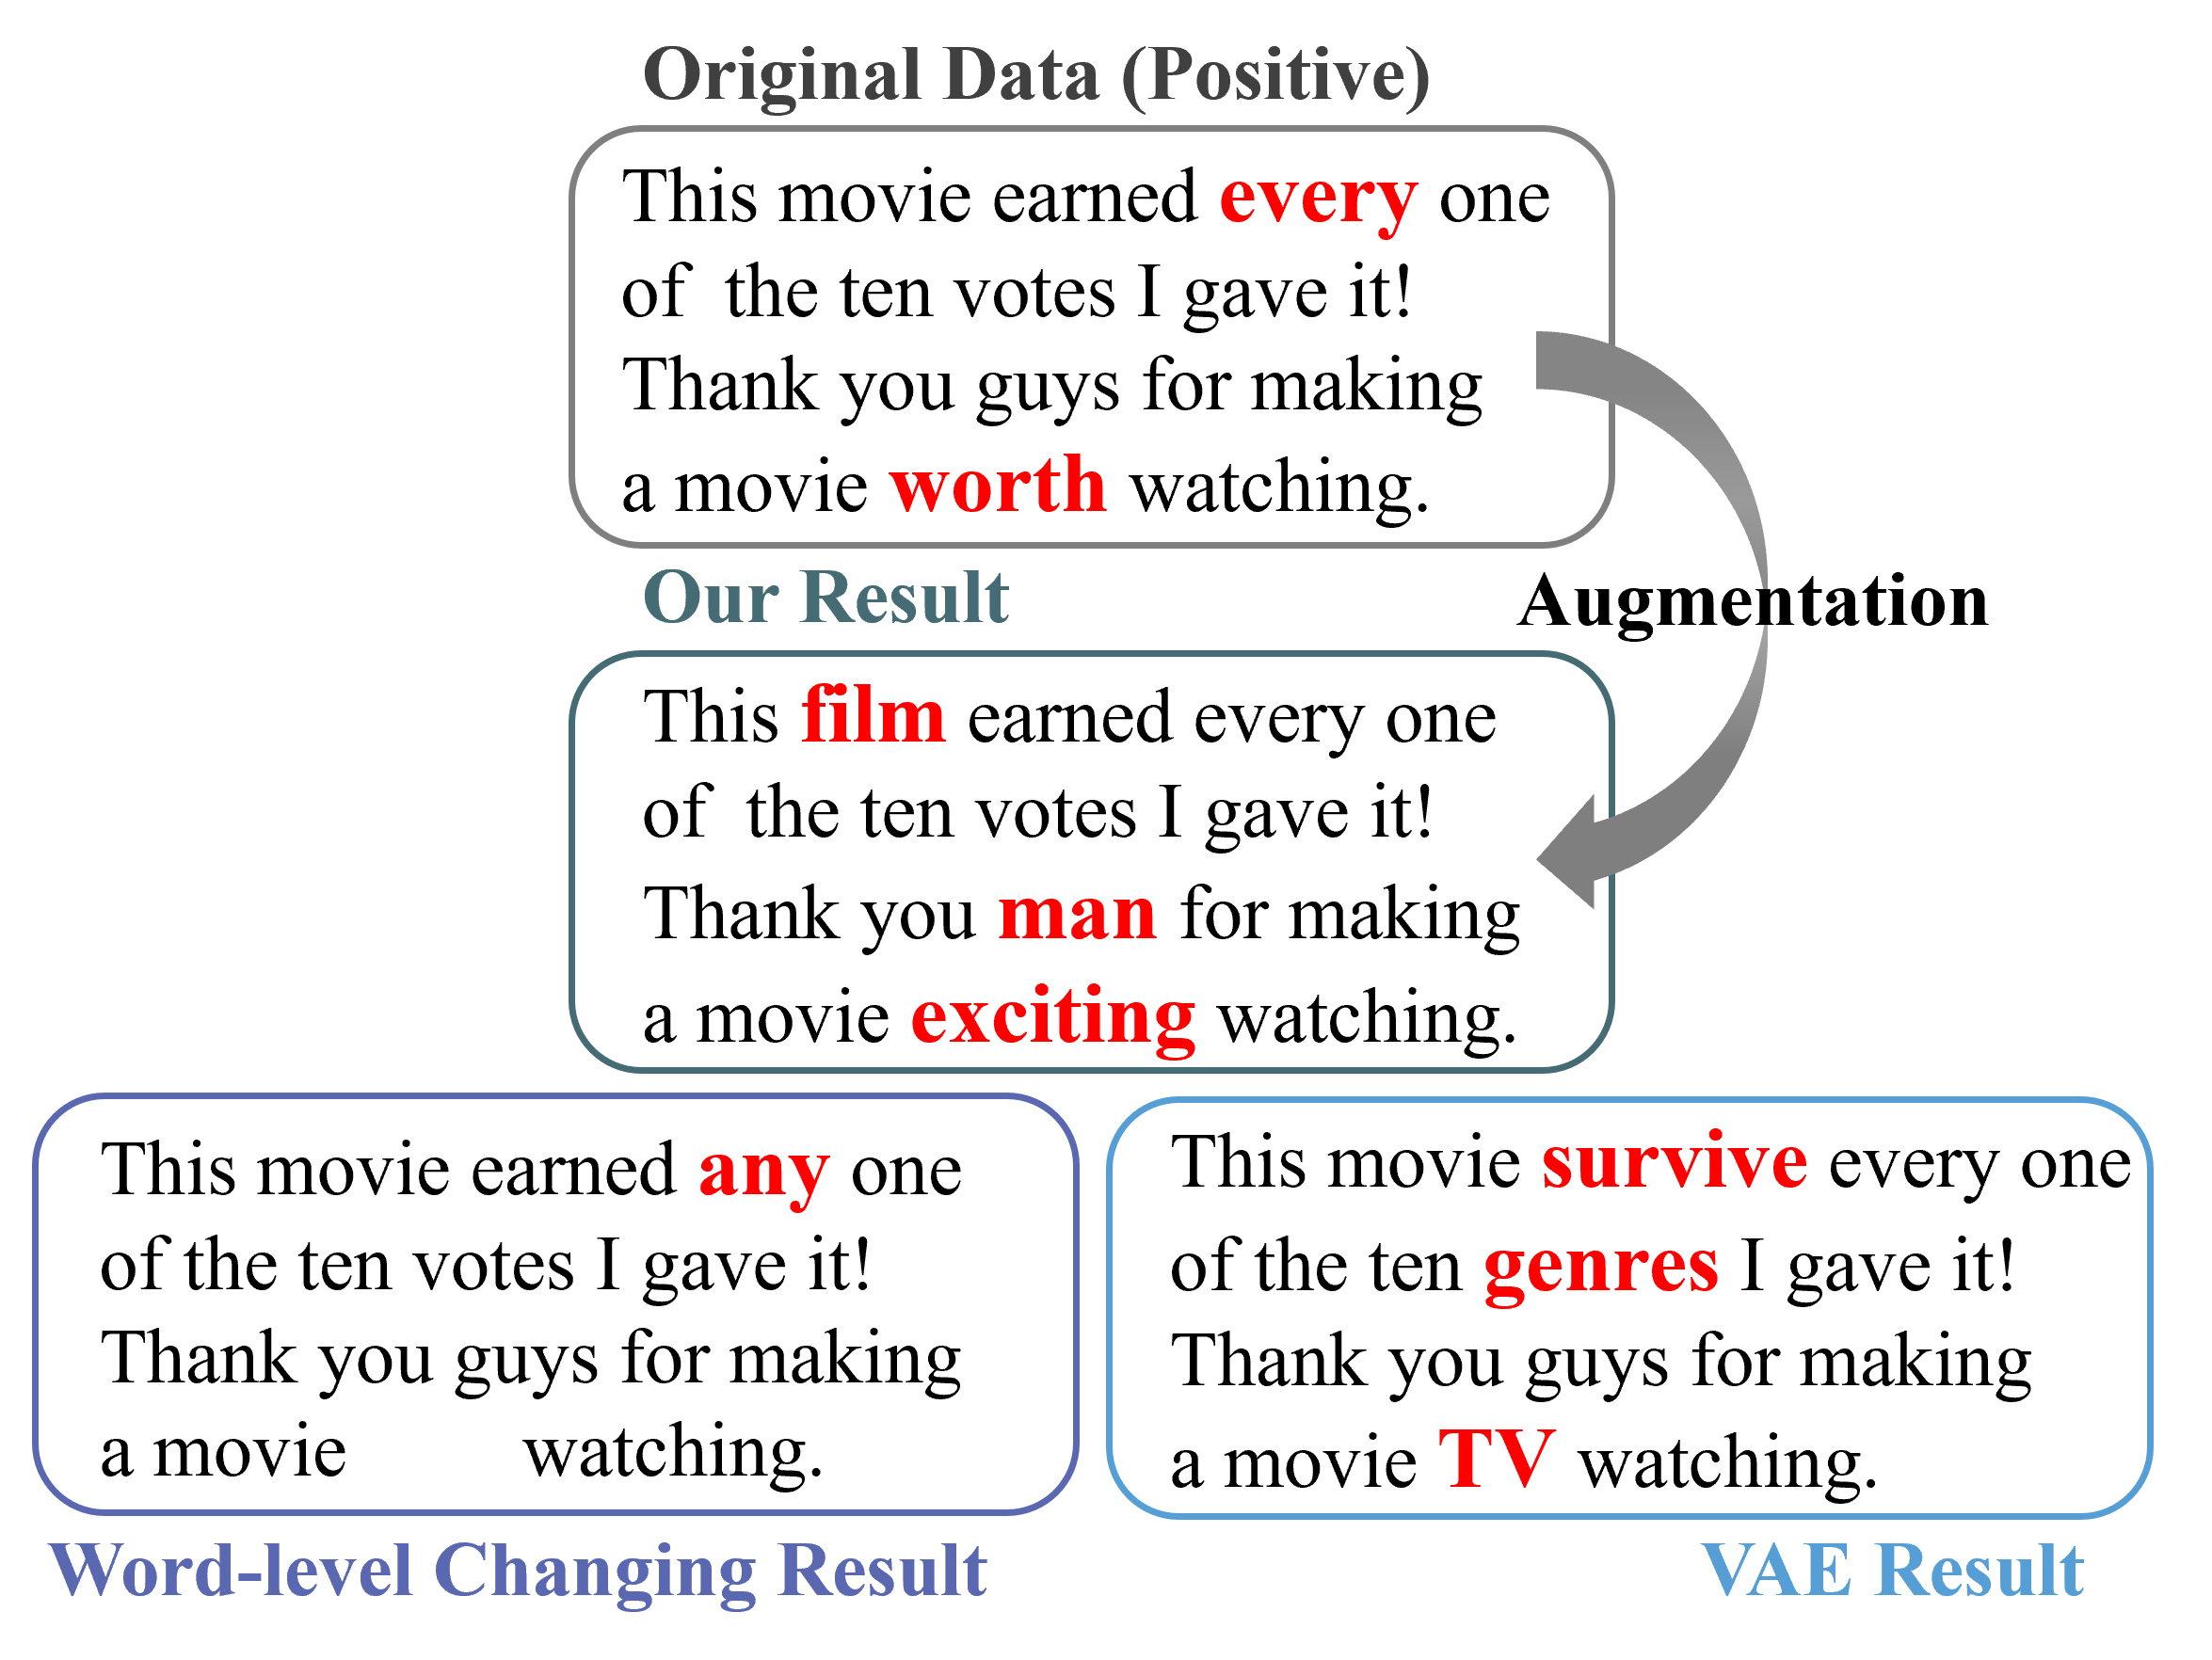 Original Data (Positive)
This movie earned every one
of the ten votes I gave it!
Thank you guys for making
a movie worth watching.
Our Result
Augmentation
This film earned every one
of the ten votes I gave it!
Thank you man for making
a movie exciting watching.
This movie earned any one
of the ten votes I gave it!
Thank you guys for making
a movie watching.
Word-level Changing Result
This movie survive every one
of the ten genres I gave it!
Thank you guys for making
a movie TV watching.
VAE Result